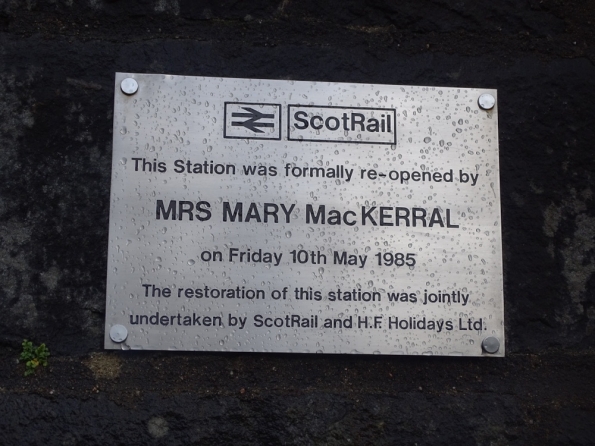 ScotRail
This Station was formally re-opened by
MRS MARY MacKERRAL
on Friday 10th May 1985
The restoration of this station was jointly
undertaken by ScotRail and H.F. Holidays Ltd.